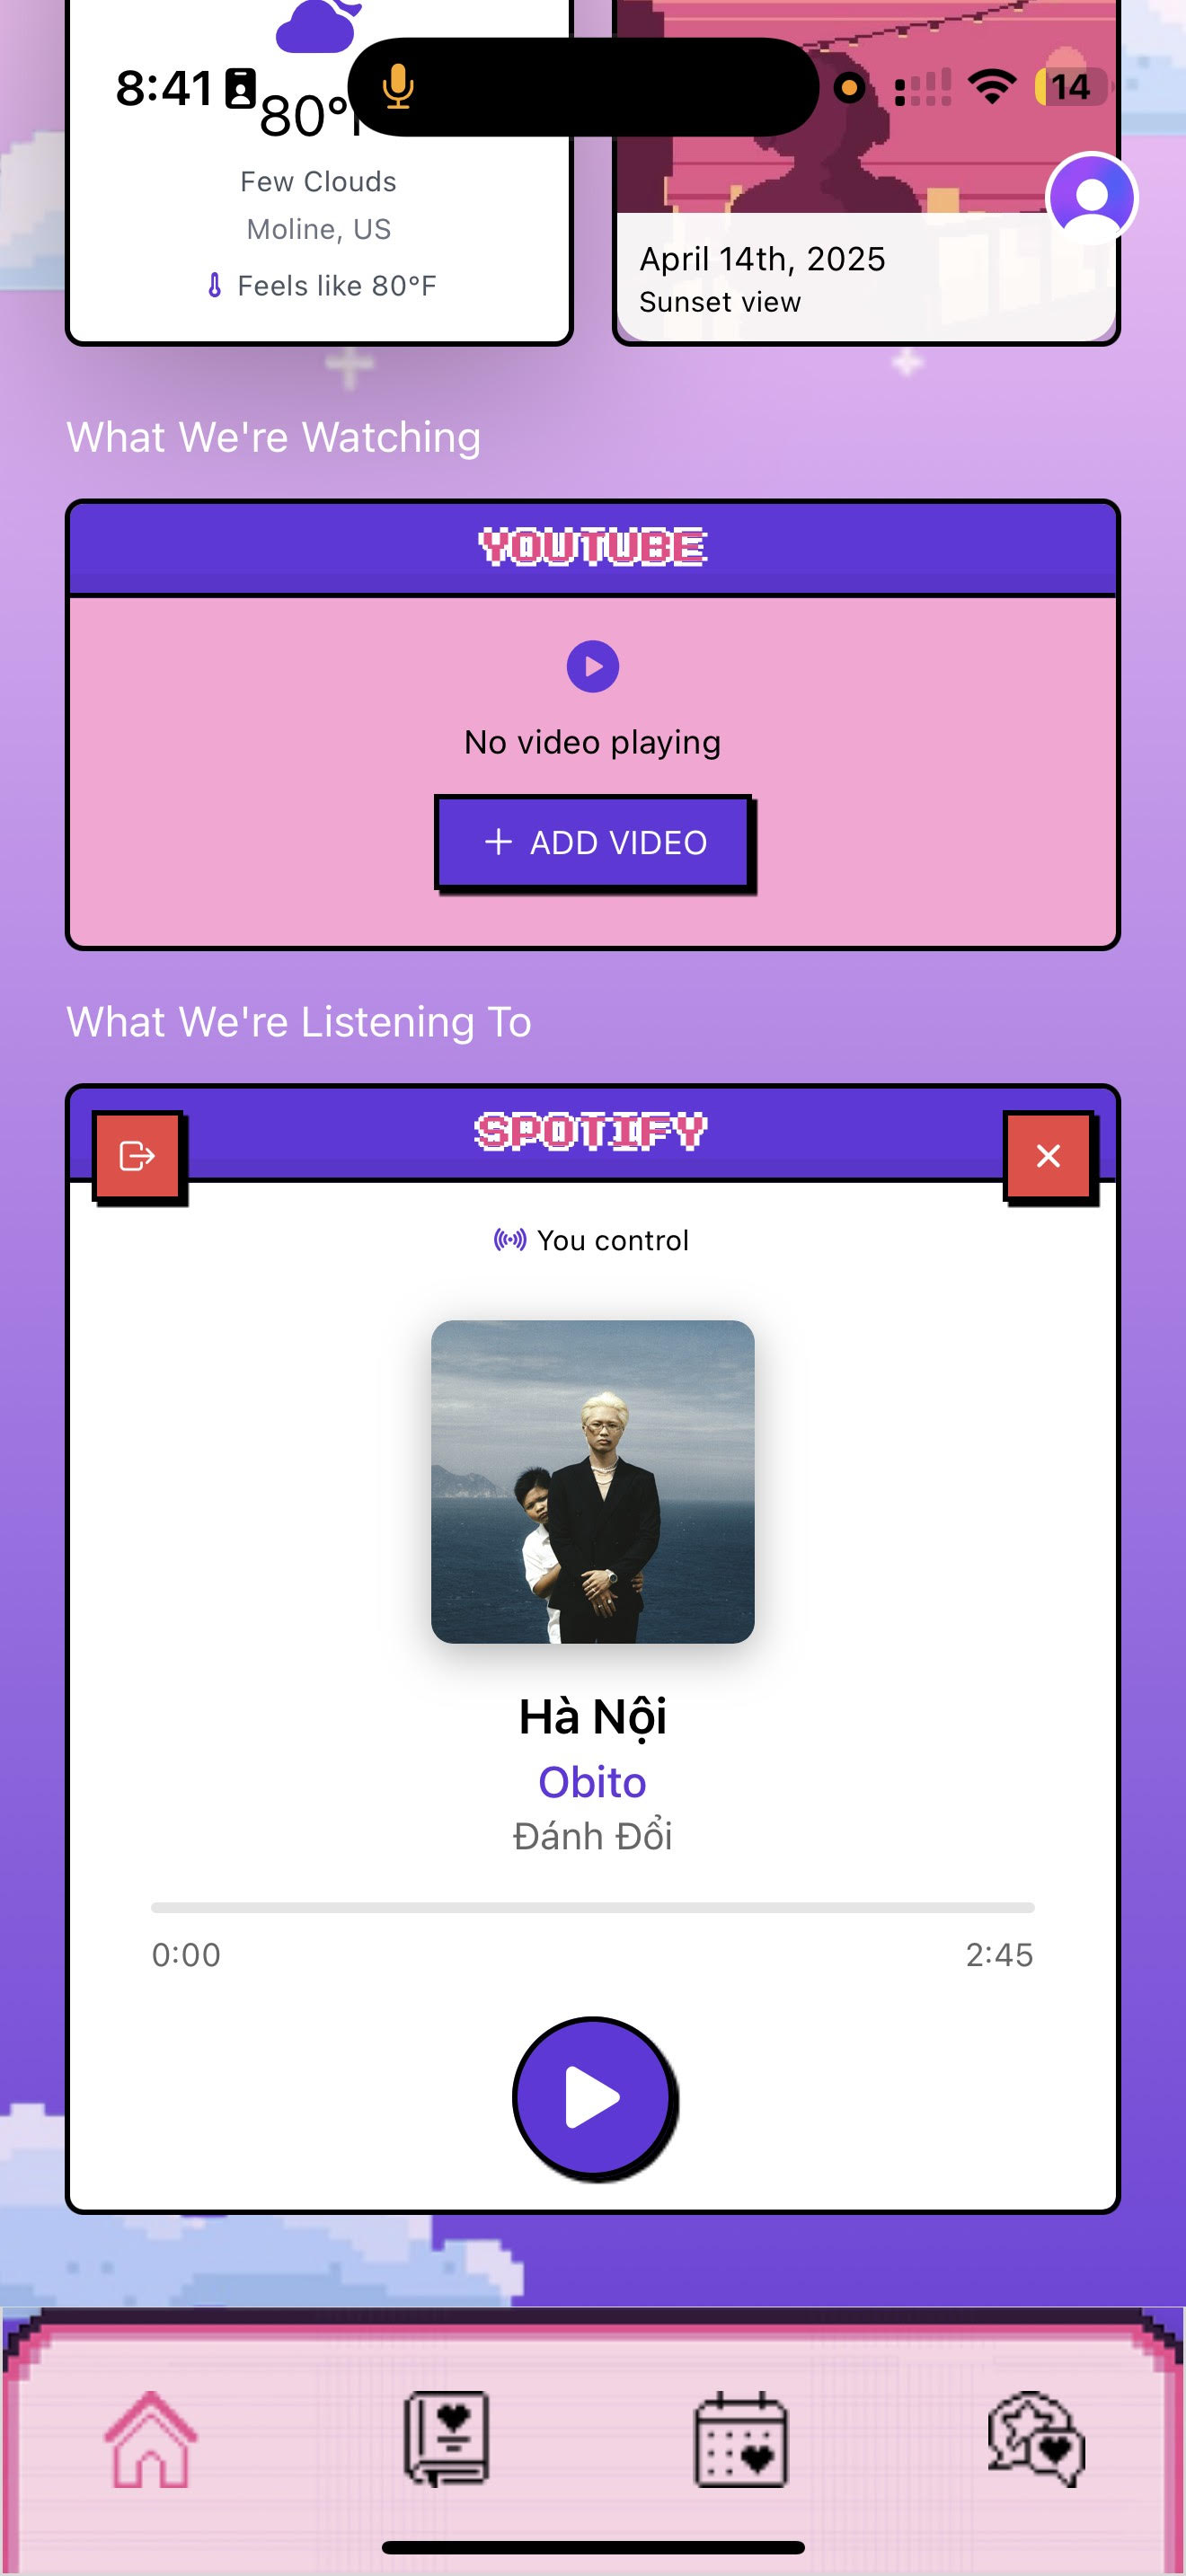 8:41
14
80°
Few Clouds
Moline, US
Feels like 80°F
April 14th, 2025
Sunset view
What We're Watching
YOUTUBE
No video playing
+ ADD VIDEO
What We're Listening To
SPOTIFY
You control
Hà Nội
Obito
Đánh Đổi
0:00
2:45